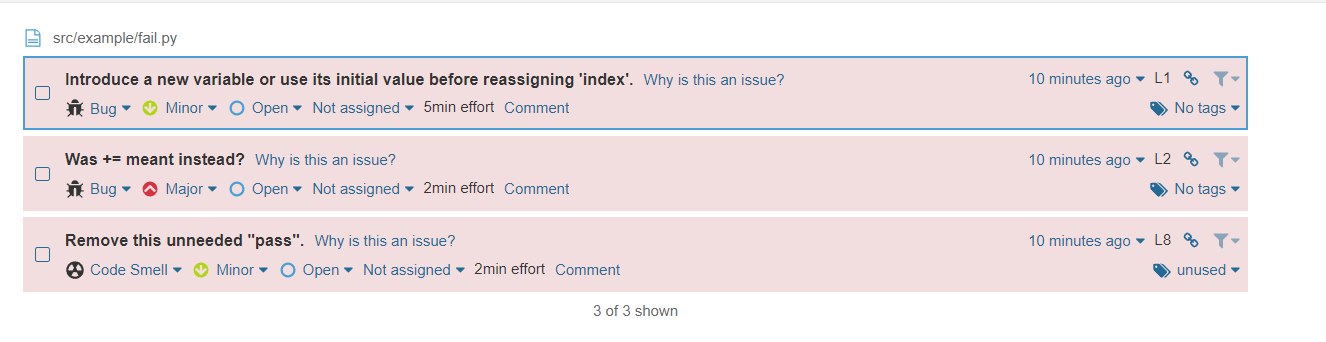 src/example/fail.py
Introduce a new variable or use its initial value before reassigning 'index'. Why is this an issue? 10 minutes ago L1
Bug Minor Open Not assigned 5min effort Comment No tags
Was += meant instead? Why is this an issue? 10 minutes ago L2
Bug Major Open Not assigned 2min effort Comment No tags
Remove this unneeded "pass". Why is this an issue? 10 minutes ago L8
Code Smell Minor Open Not assigned 2min effort Comment unused
3 of 3 shown